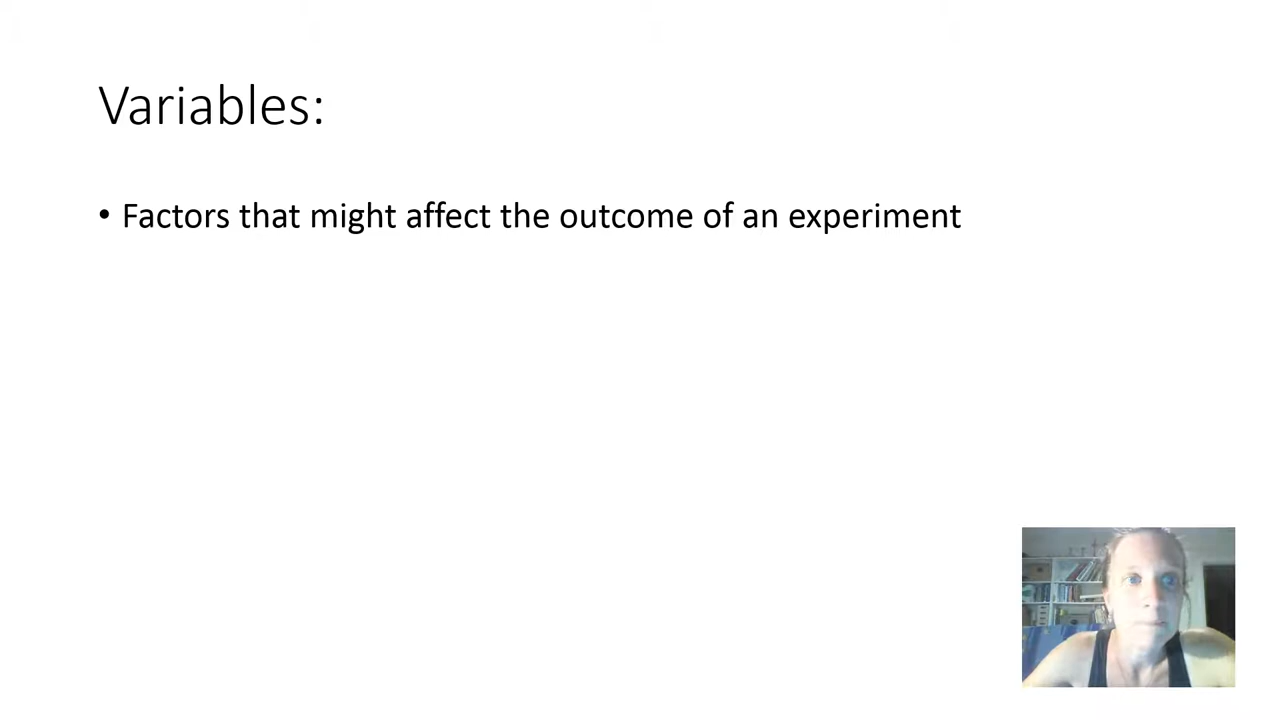 Variables:
• Factors that might affect the outcome of an experiment